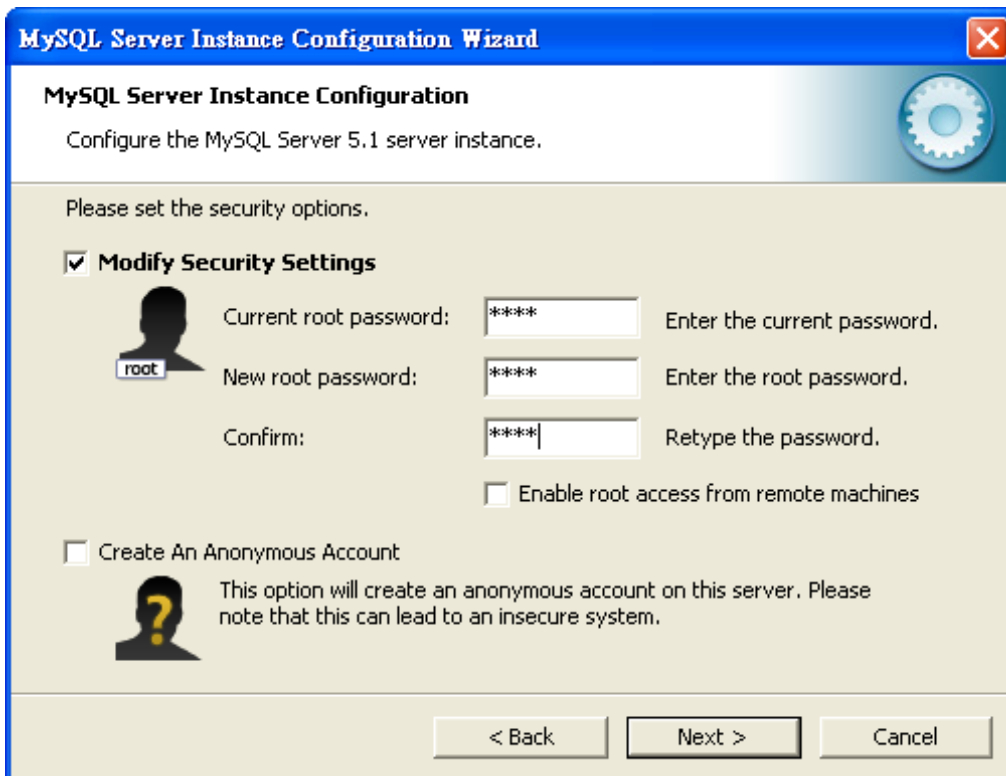 MySQL Server Instance Configuration Wizard
MySQL Server Instance Configuration
Configure the MySQL Server 5.1 server instance.
Please set the security options.
Modify Security Settings
root
Current root password: **** Enter the current password.
New root password: **** Enter the root password.
Confirm: **** Retype the password.
Enable root access from remote machines
Create An Anonymous Account
?
This option will create an anonymous account on this server. Please
note that this can lead to an insecure system.
< Back Next > Cancel